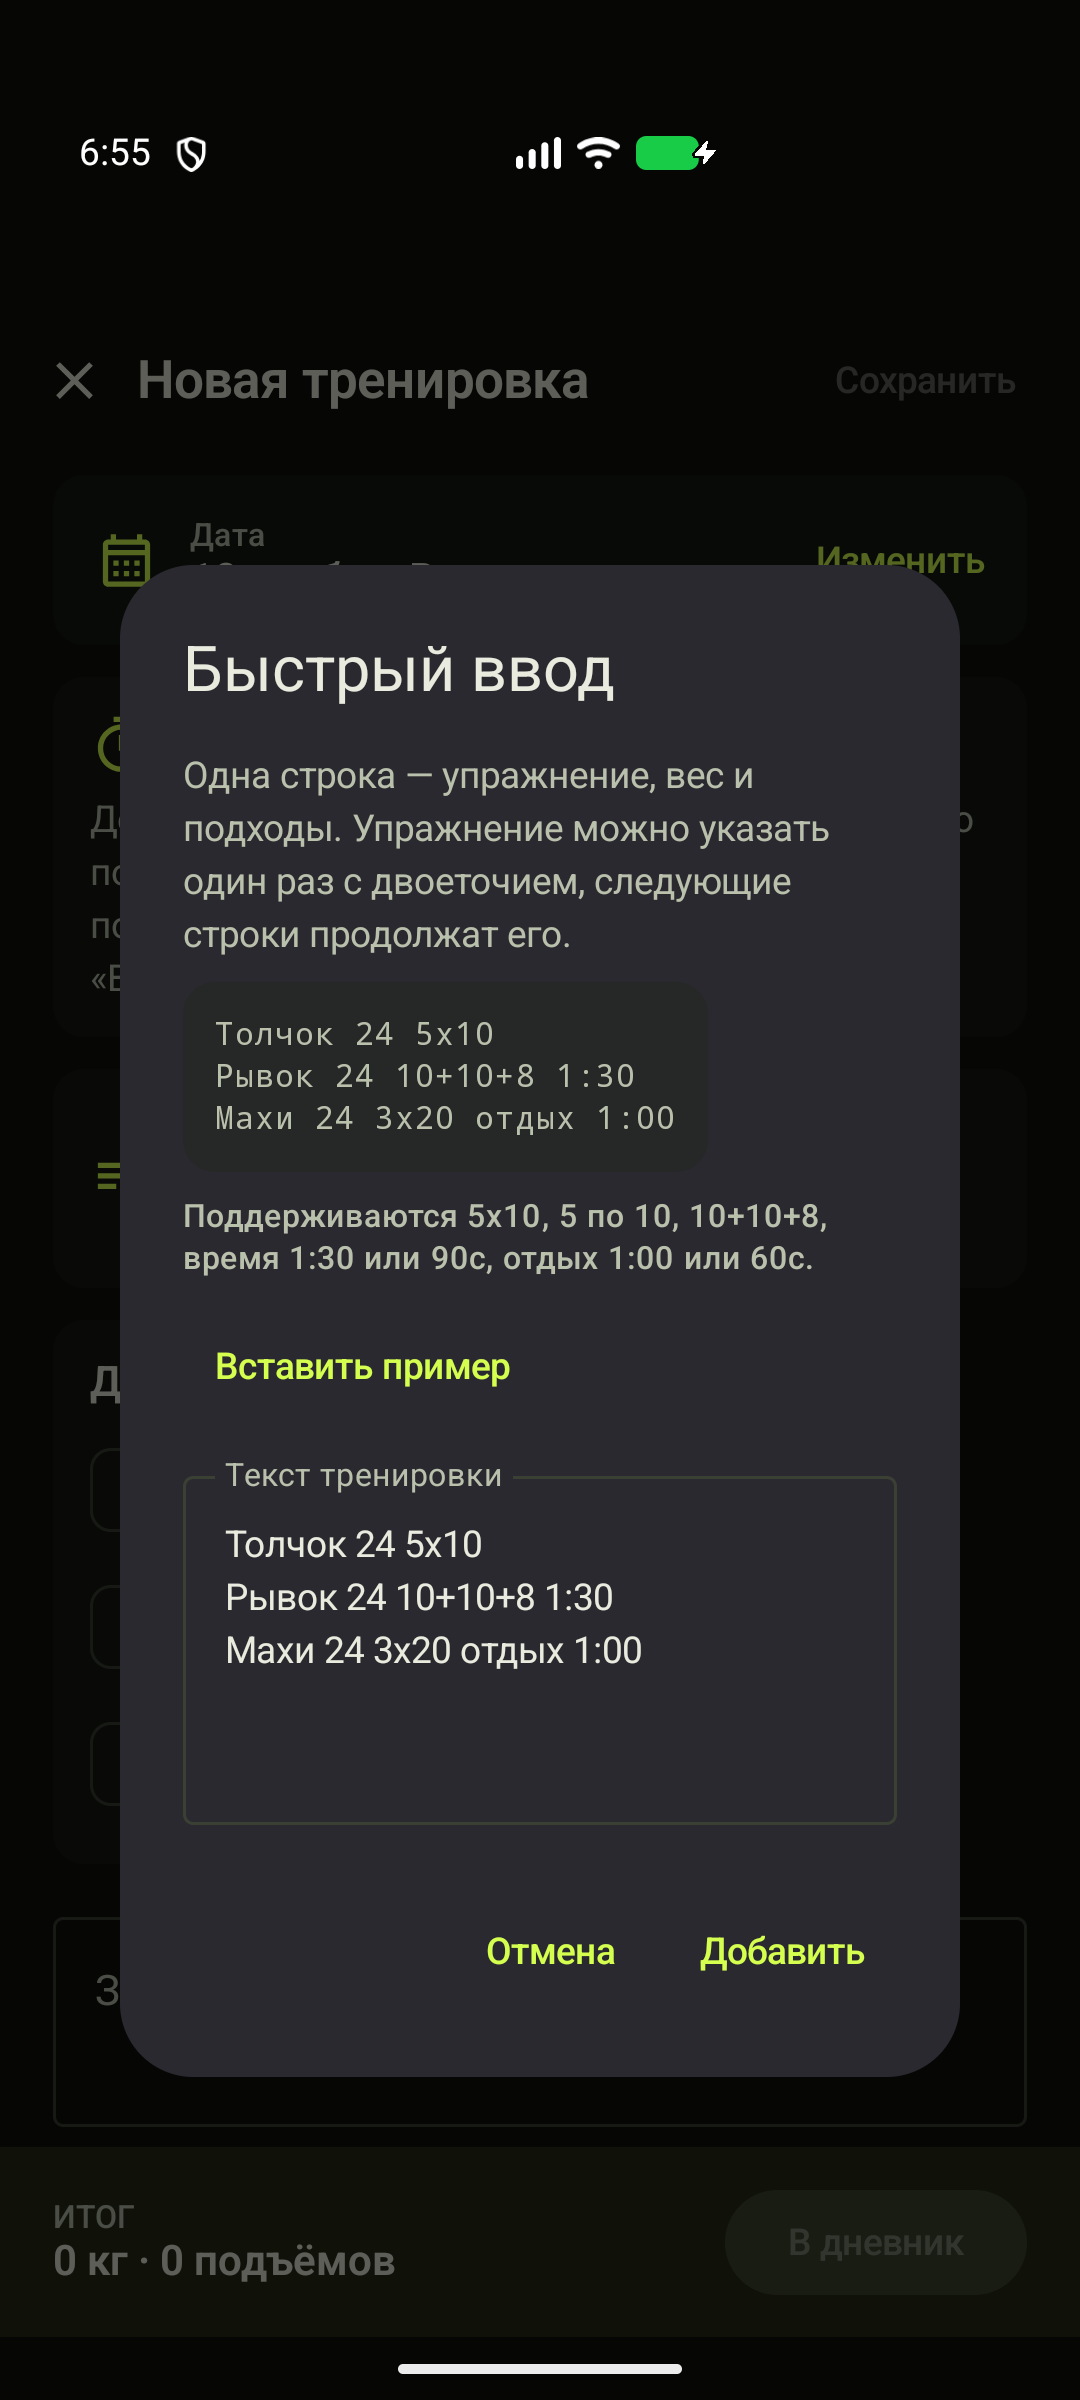 6:55
Новая тренировка
Сохранить
Дата
Изменить
Быстрый ввод
Одна строка — упражнение, вес и
подходы. Упражнение можно указать
один раз с двоеточием, следующие
строки продолжат его.
Толчок 24 5x10
Рывок 24 10+10+8 1:30
Махи 24 3x20 отдых 1:00
Поддерживаются 5x10, 5 по 10, 10+10+8,
время 1:30 или 90с, отдых 1:00 или 60с.
Вставить пример
Текст тренировки
Толчок 24 5x10
Рывок 24 10+10+8 1:30
Махи 24 3x20 отдых 1:00
Отмена
Добавить
ИТОГ
0 кг · 0 подъёмов
В дневник